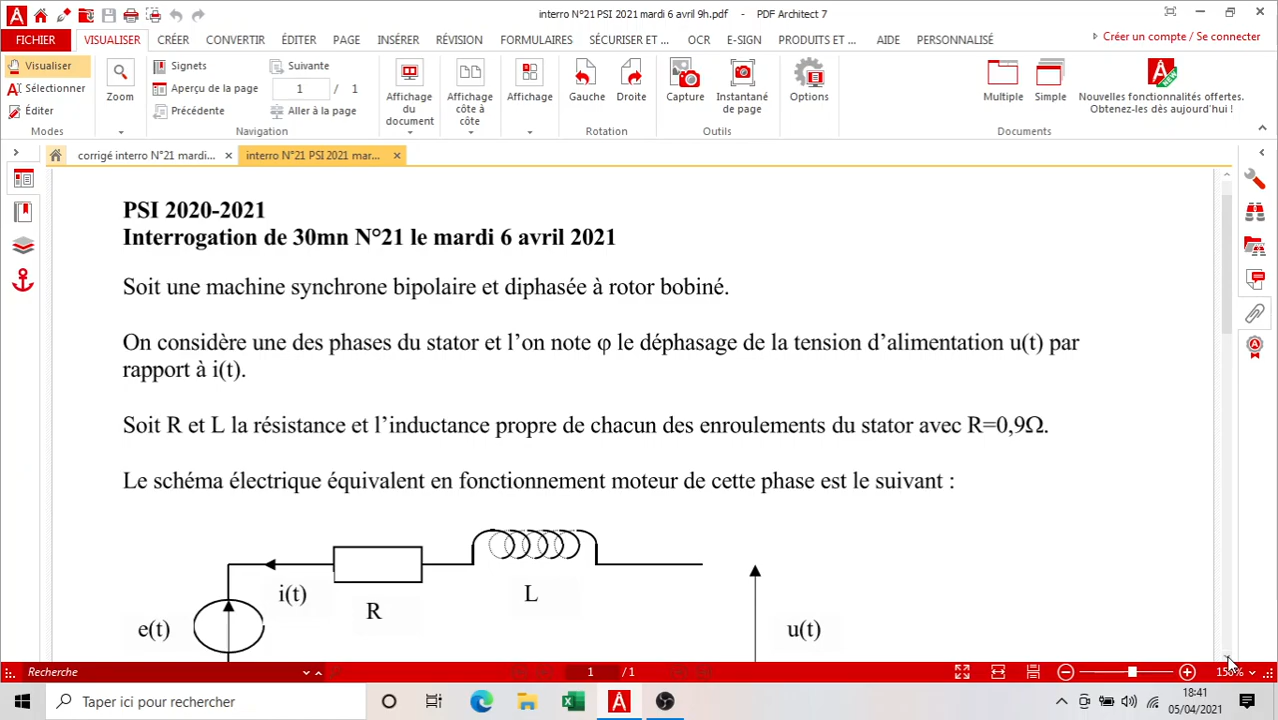 interro N°21 PSI 2021 mardi 6 avril 9h.pdf - PDF Architect 7
FICHIER VISUALISER CRÉER CONVERTIR ÉDITER PAGE INSÉRER RÉVISION FORMULAIRES SÉCURISER ET ... OCR E-SIGN PRODUITS ET ... AIDE PERSONNALISÉ Créer un compte / Se connecter
Visualiser
Sélectionner
Éditer
Modes
Zoom
Signets
Aperçu de la page
Précédente
Suivante
1 / 1
Aller à la page
Navigation
Affichage du document
Affichage côte à côte
Affichage
Gauche
Droite
Rotation
Capture
Instantané de page
Outils
Options
Multiple
Simple
Nouvelles fonctionnalités offertes.
Obtenez-les dès aujourd'hui !
Documents
corrigé interro N°21 mardi...
interro N°21 PSI 2021 mar...
PSI 2020-2021
Interrogation de 30mn N°21 le mardi 6 avril 2021
Soit une machine synchrone bipolaire et diphasée à rotor bobiné.
On considère une des phases du stator et l'on note φ le déphasage de la tension d'alimentation u(t) par
rapport à i(t).
Soit R et L la résistance et l'inductance propre de chacun des enroulements du stator avec R=0,9Ω.
Le schéma électrique équivalent en fonctionnement moteur de cette phase est le suivant :
i(t)
R
L
e(t)
u(t)
Recherche
1 / 1
150%
Taper ici pour rechercher
18:41
05/04/2021